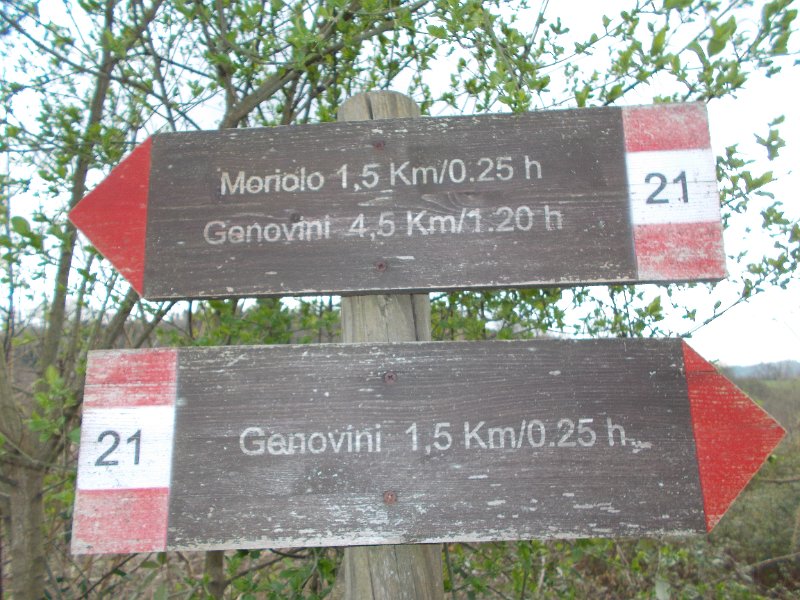 Moriolo 1,5 Km/0.25 h
Genovini 4,5 Km/1.20 h
21
21
Genovini 1,5 Km/0.25 h